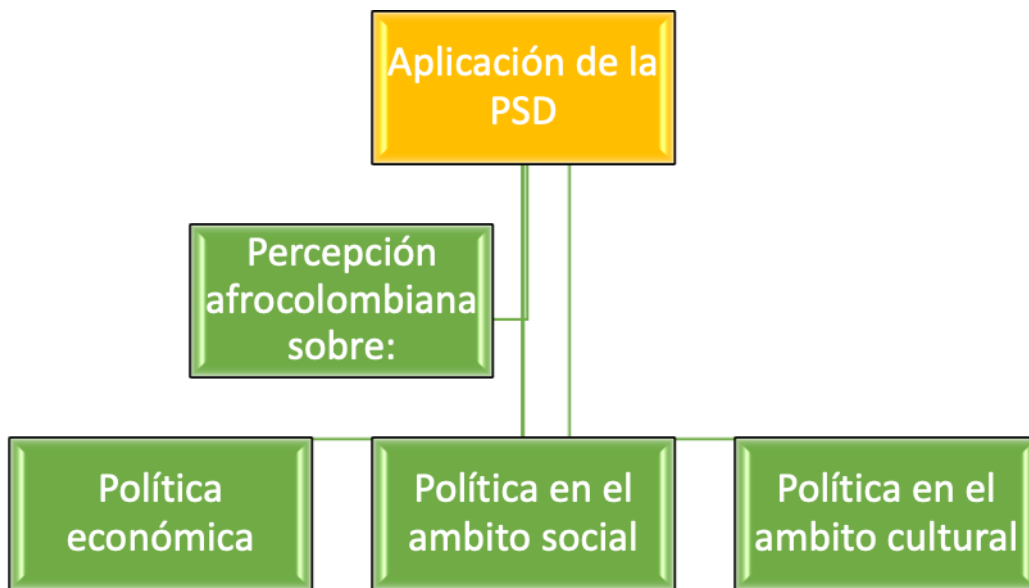 Aplicación de la
PSD
Percepción
afrocolombiana
sobre:
Política
económica
Política en el
ambito social
Política en el
ambito cultural